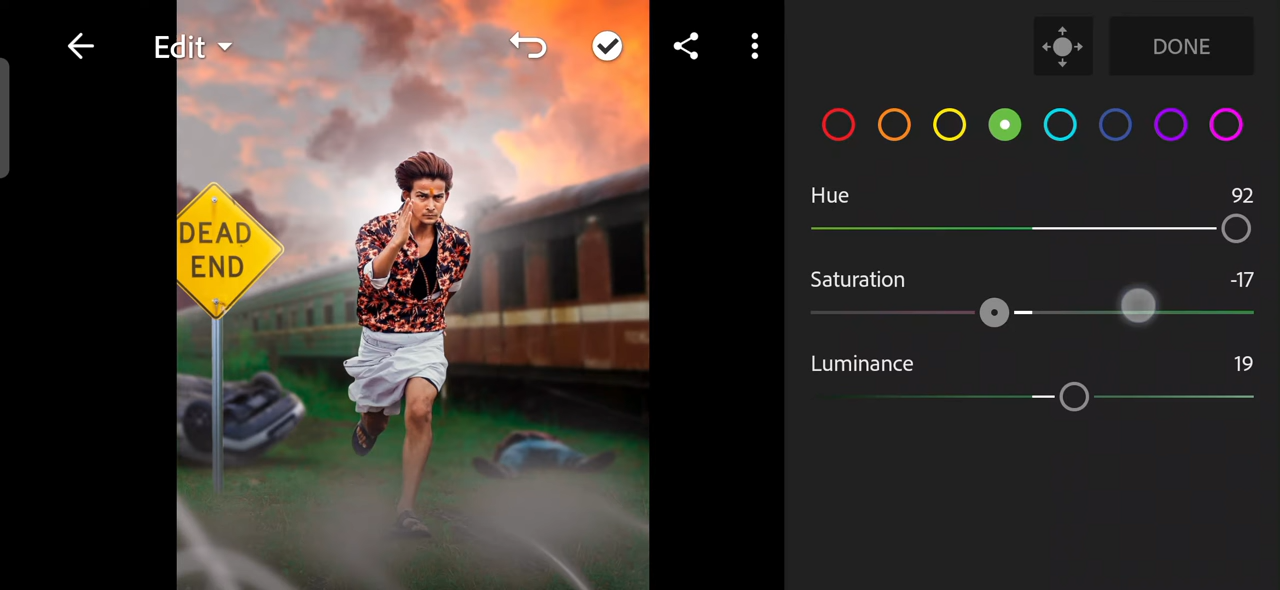 Edit
DONE
DEAD
END
Hue
92
Saturation
-17
Luminance
19